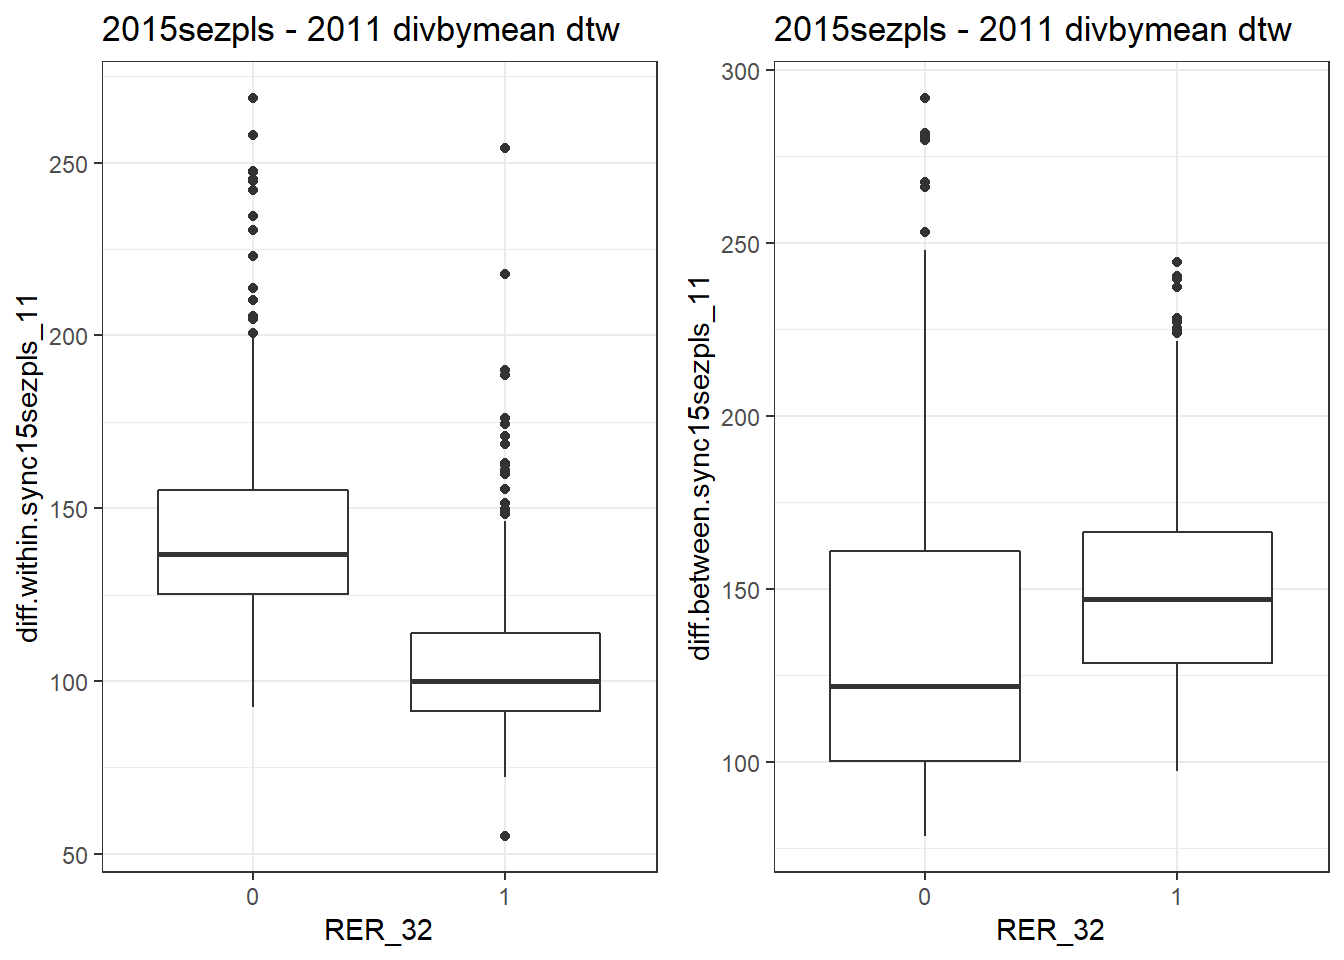 2015sezpls - 2011 divbymean dtw
diff.within.sync15sezpls_11
250
200
150
100
50
0
1
RER_32
2015sezpls - 2011 divbymean dtw
diff.between.sync15sezpls_11
300
250
200
150
100
0
1
RER_32